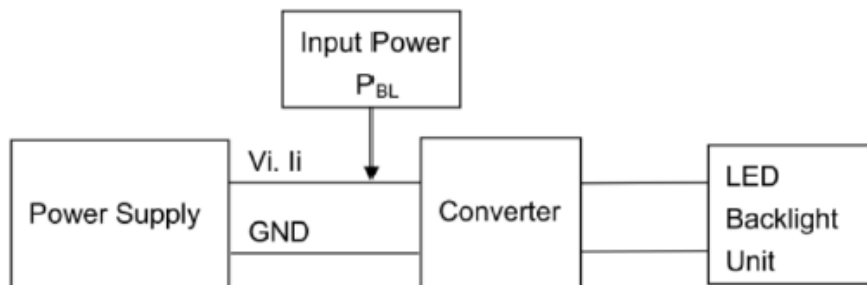 Input Power
PBL
Vi. Ii
Power Supply
GND
Converter
LED
Backlight
Unit